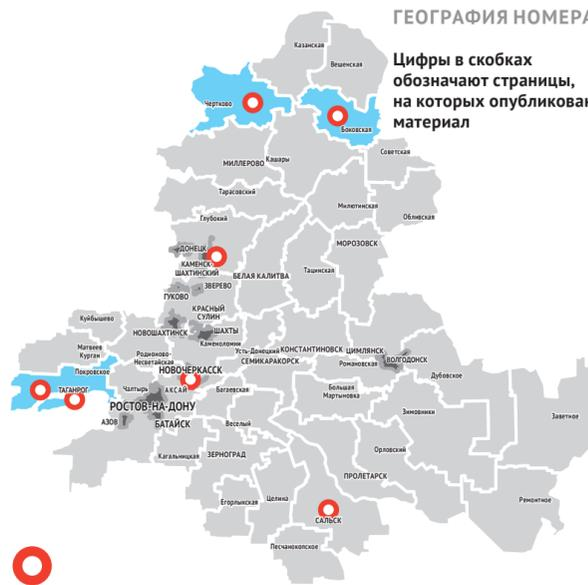 ГЕОГРАФИЯ НОМЕРА
Цифры в скобках
обозначают страницы,
на которых опубликован
материал
Казанская
Вешенская
Чертково
Боковская
Советская
Кашары
МИЛЛЕРОВО
Тарасовский
Милютинская
Обливская
Глубокий
МОРОЗОВСК
ДОНЕЦК
КАМЕНСК-
ШАХТИНСКИЙ
Тацинская
БЕЛАЯ КАЛИТВА
ЗВЕРЕВО
ГУКОВО
КРАСНЫЙ
СУЛИН
Куйбышево
НОВОШАХТИНСК
ШАХТЫ
Каменоломни
Матвеев
Курган
Родионово-
Несветайская
Усть-Донецкий
КОНСТАНТИНОВСК
ЦИМЛЯНСК
СЕМИКАРАКОРСК
Романовская
ВОЛГОДОНСК
Покровское
НОВОЧЕРКАССК
Дубовское
ТАГАНРОГ
Чалтырь
АКСАЙ
Багаевская
Большая
Мартыновка
РОСТОВ-НА-ДОНУ
Зимовники
Заветное
АЗОВ
БАТАЙСК
Веселый
Кагальницкая
ЗЕРНОГРАД
Орловский
ПРОЛЕТАРСК
Егорлыкская
Целина
Ремонтное
САЛЬСК
Песчанокопское